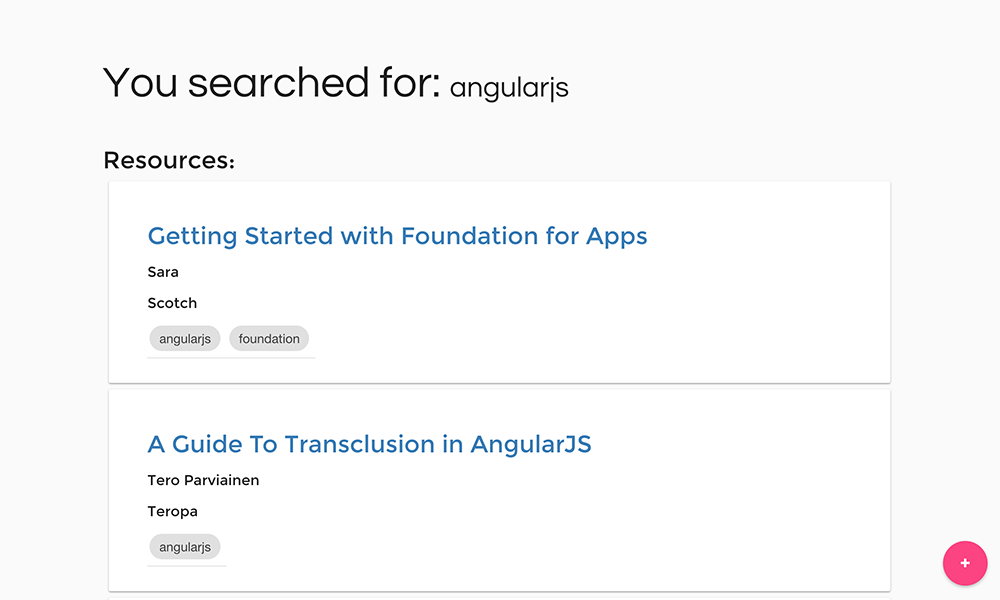 You searched for: angularjs
Resources:
Getting Started with Foundation for Apps
Sara
Scotch
angularjs foundation
A Guide To Transclusion in AngularJS
Tero Parviainen
Teropa
angularjs
+